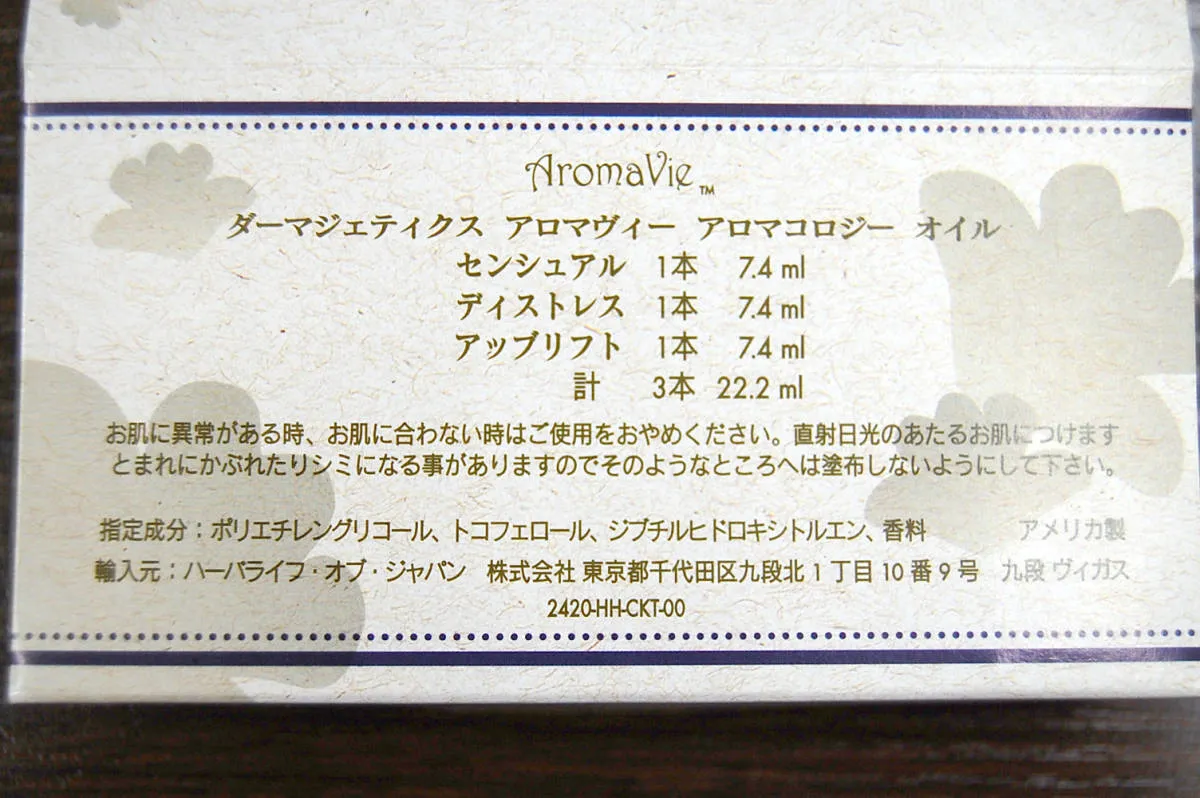 AromaVie™
ダーマジェティクス アロマヴィー アロマコロジー オイル
センシュアル 1本 7.4 ml
ディストレス 1本 7.4 ml
アップリフト 1本 7.4 ml
計 3本 22.2 ml
お肌に異常がある時、お肌に合わない時はご使用をおやめください。直射日光のあたるお肌につけます
とまれにかぶれたりシミになる事がありますのでそのようなところへは塗布しないようにして下さい。
指定成分：ポリエチレングリコール、トコフェロール、ジブチルヒドロキシトルエン、香料 アメリカ製
輸入元：ハーバライフ・オブ・ジャパン 株式会社 東京都千代田区九段北1丁目10番9号 九段 ヴィガス
2420-HH-CKT-00